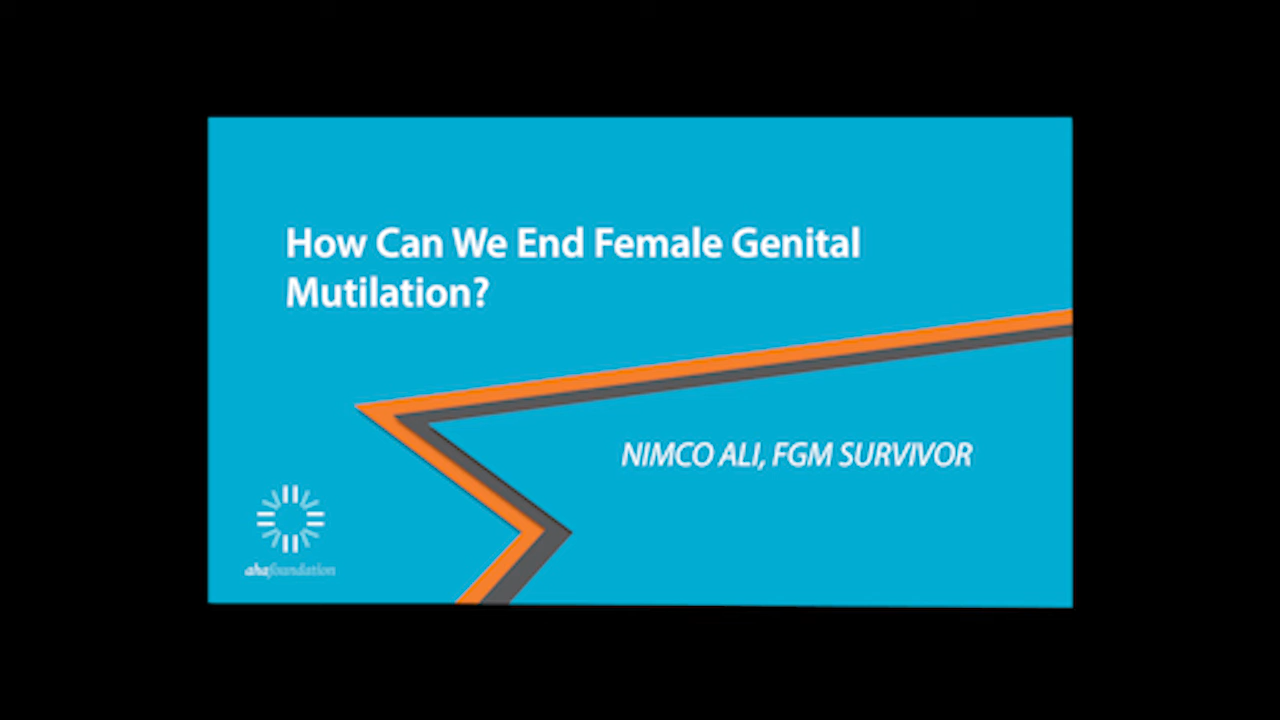 How Can We End Female Genital
Mutilation?
NIMCO ALI, FGM SURVIVOR
ahafoundation